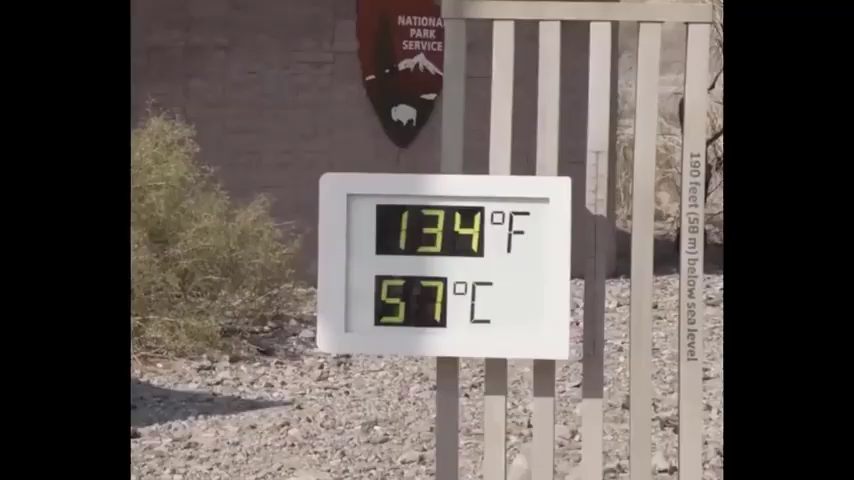 NATIONAL
PARK
SERVICE
134°F
57°C
190 feet (58 m) below sea level